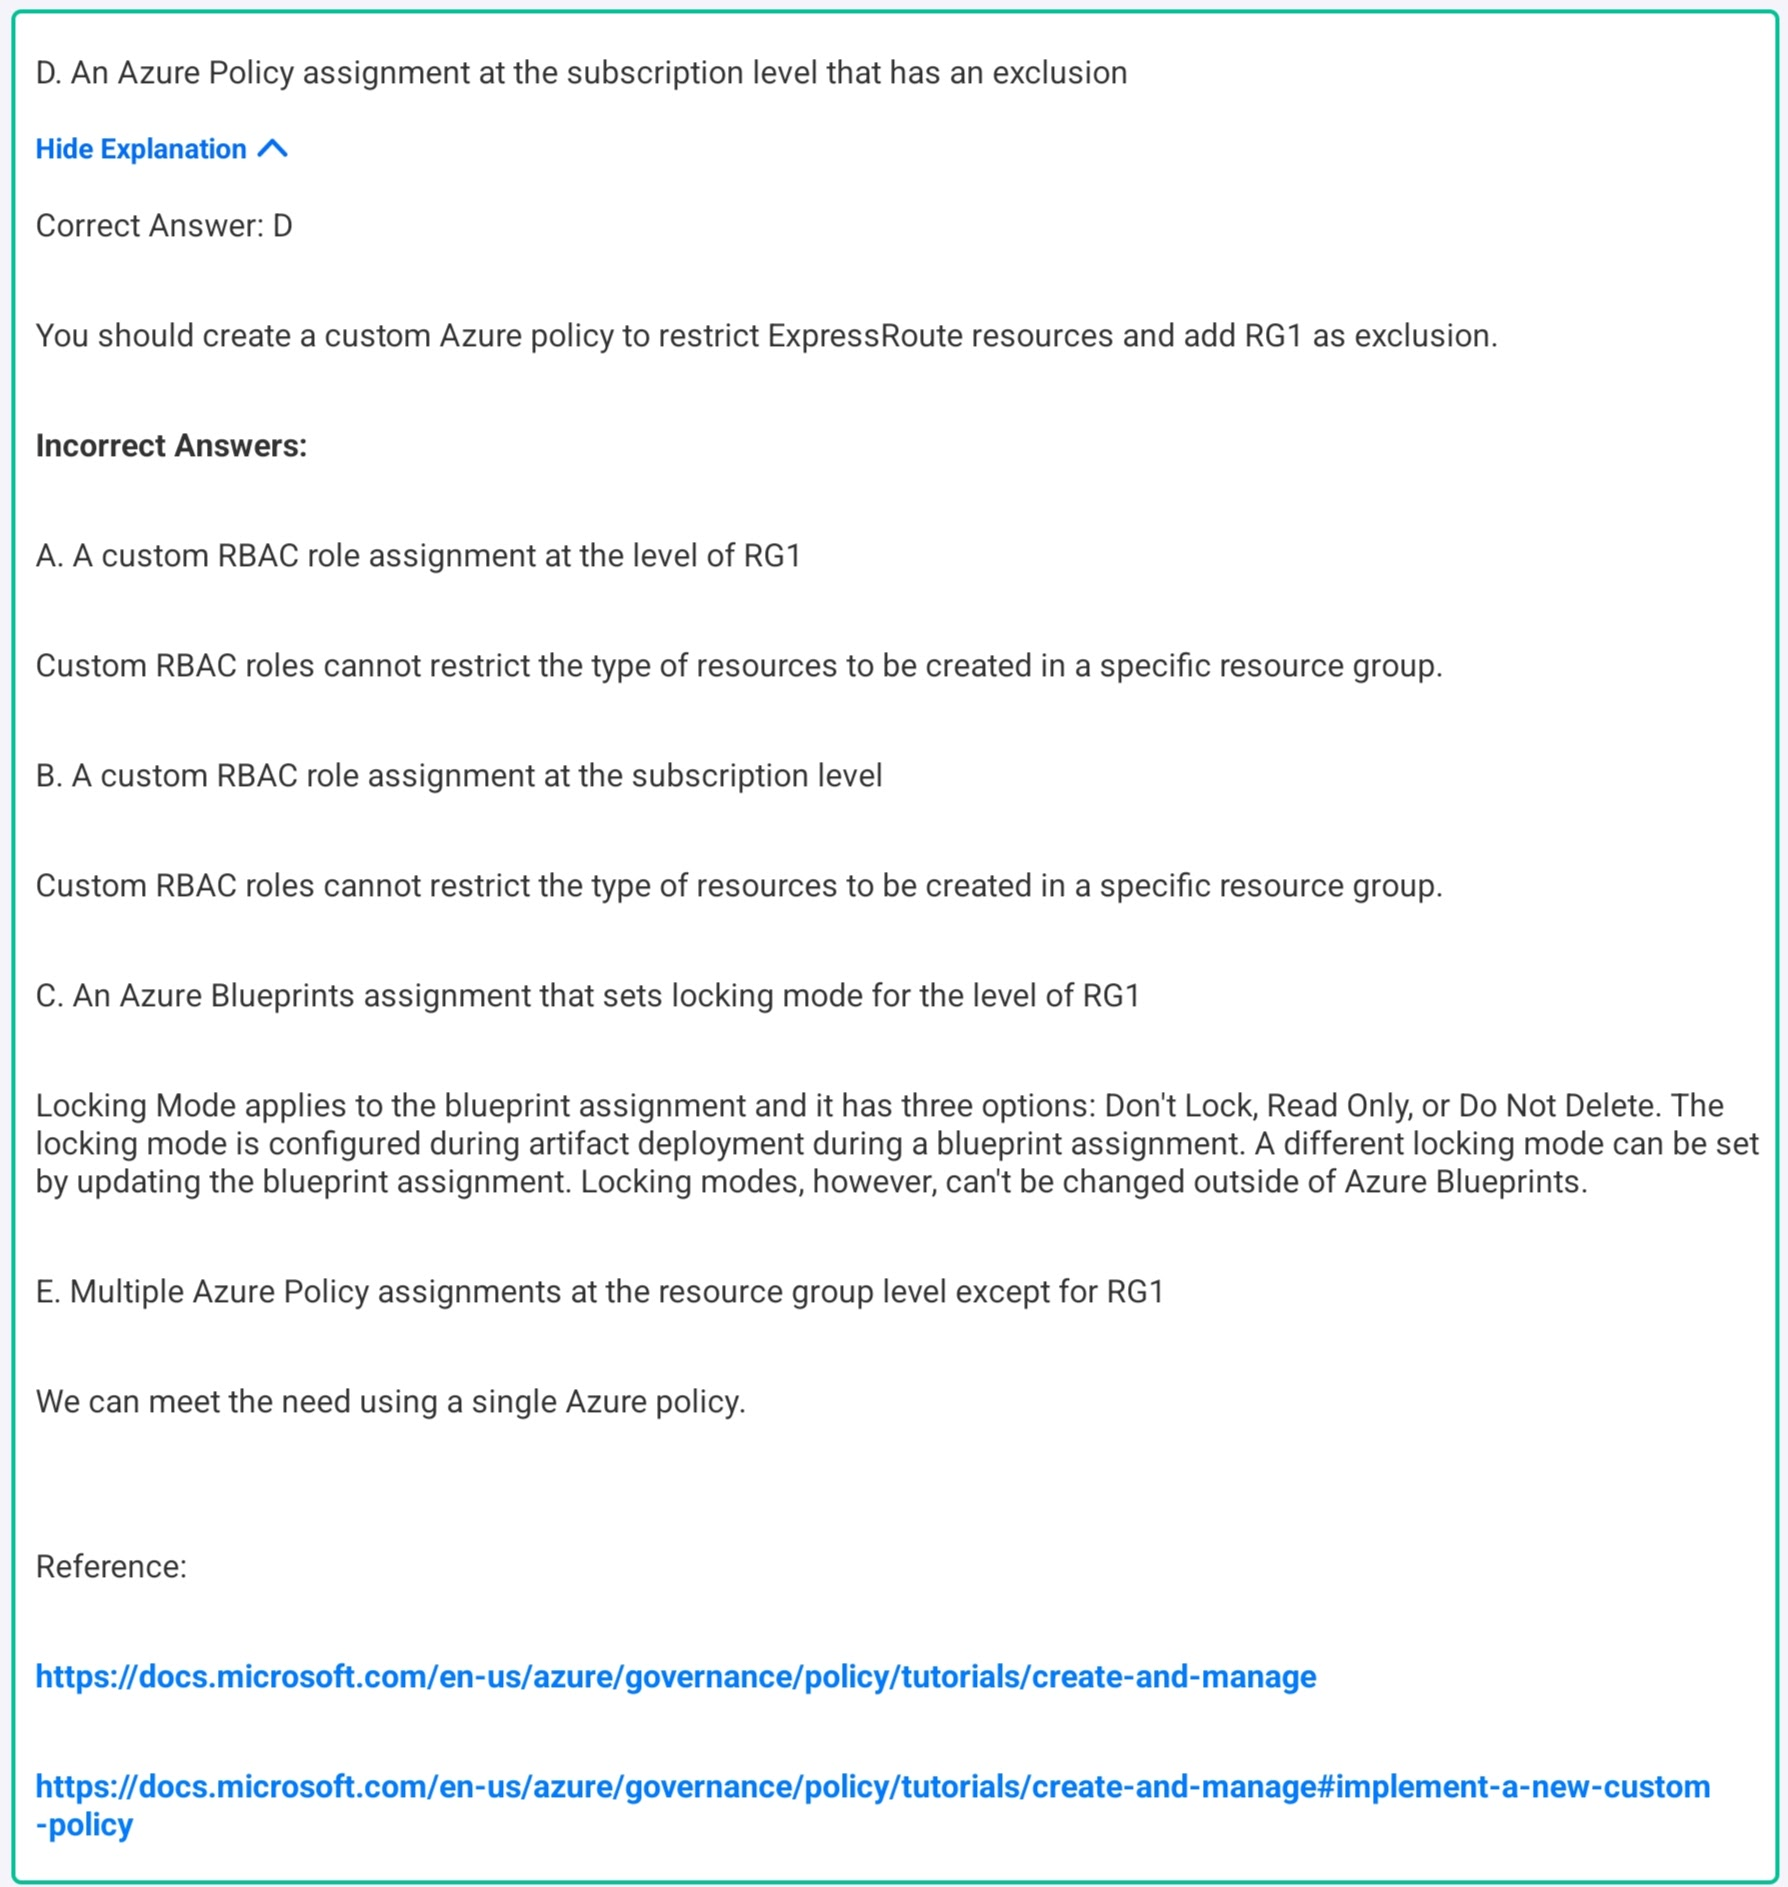 D. An Azure Policy assignment at the subscription level that has an exclusion
Hide Explanation
Correct Answer: D
You should create a custom Azure policy to restrict ExpressRoute resources and add RG1 as exclusion.
Incorrect Answers:
A. A custom RBAC role assignment at the level of RG1
Custom RBAC roles cannot restrict the type of resources to be created in a specific resource group.
B. A custom RBAC role assignment at the subscription level
Custom RBAC roles cannot restrict the type of resources to be created in a specific resource group.
C. An Azure Blueprints assignment that sets locking mode for the level of RG1
Locking Mode applies to the blueprint assignment and it has three options: Don't Lock, Read Only, or Do Not Delete. The
locking mode is configured during artifact deployment during a blueprint assignment. A different locking mode can be set
by updating the blueprint assignment. Locking modes, however, can't be changed outside of Azure Blueprints.
E. Multiple Azure Policy assignments at the resource group level except for RG1
We can meet the need using a single Azure policy.
Reference:
https://docs.microsoft.com/en-us/azure/governance/policy/tutorials/create-and-manage
https://docs.microsoft.com/en-us/azure/governance/policy/tutorials/create-and-manage#implement-a-new-custom
-policy